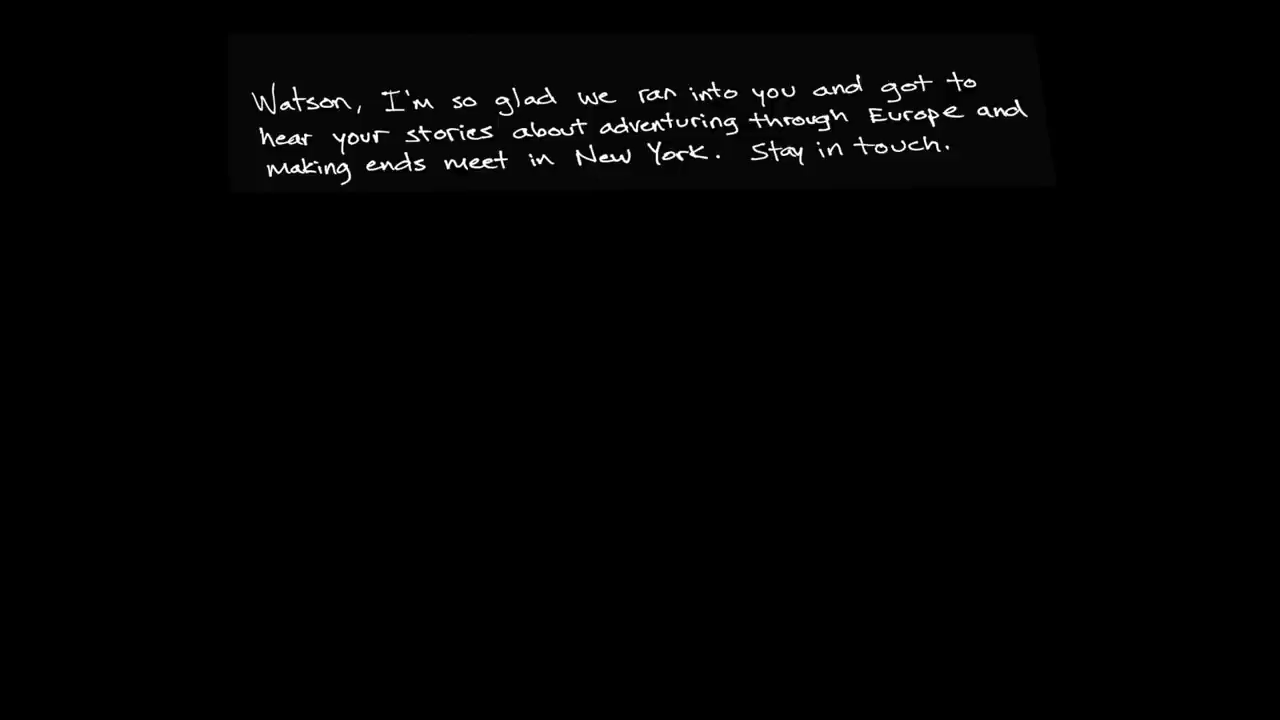 Watson, I'm so glad we ran into you and got to
hear your stories about adventuring through Europe and
making ends meet in New York. Stay in touch.